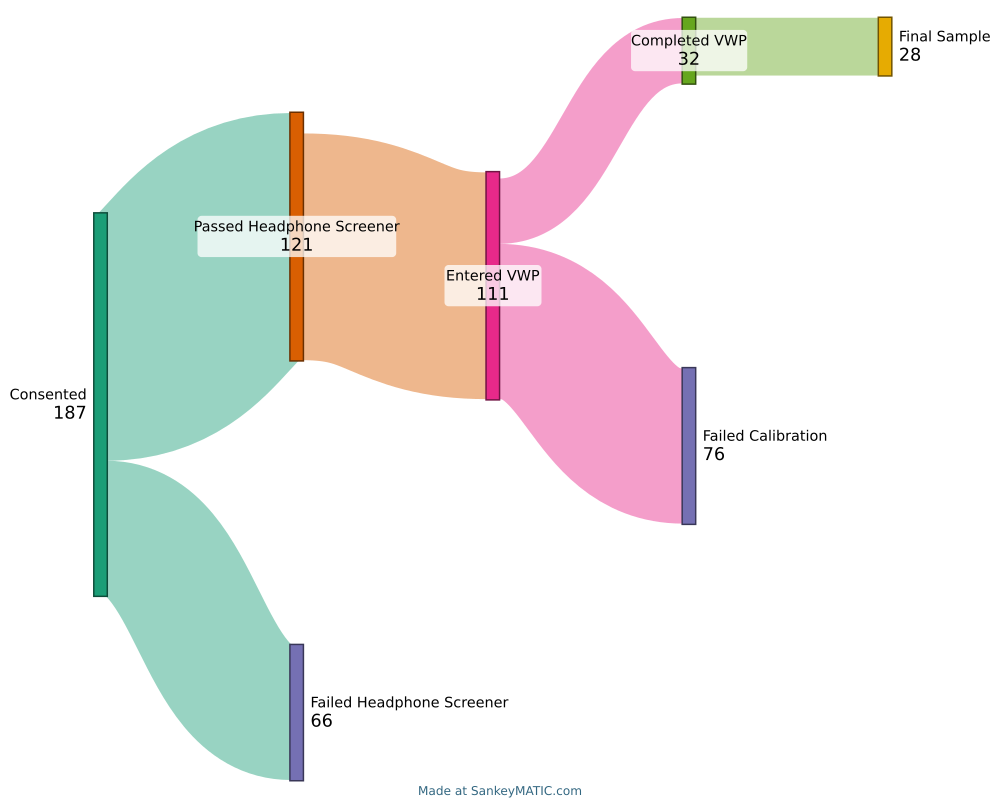 Completed VWP
32
Final Sample
28
Passed Headphone Screener
121
Entered VWP
111
Consented
187
Failed Calibration
76
Failed Headphone Screener
66
Made at SankeyMATIC.com